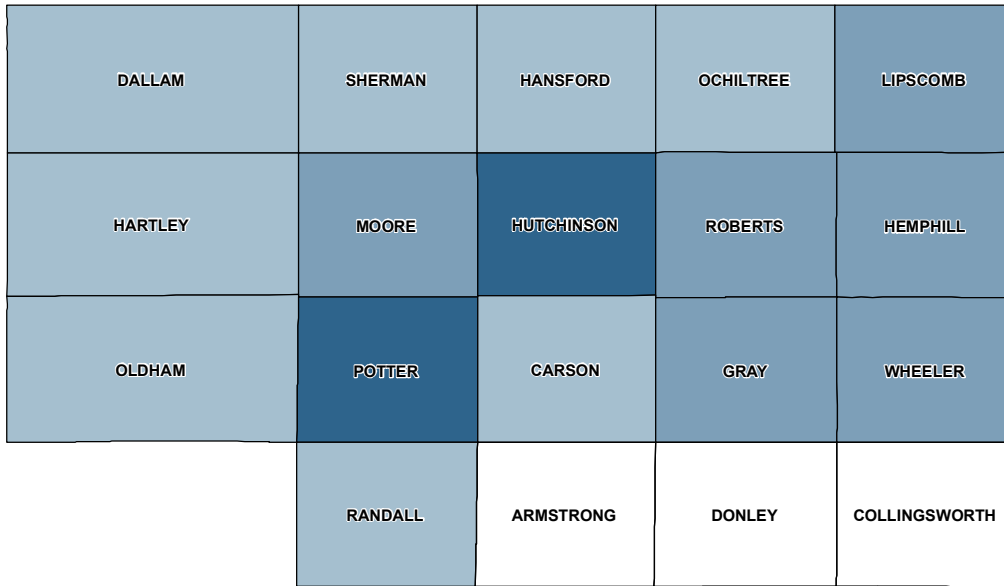 DALLAM
SHERMAN
HANSFORD
OCHILTREE
LIPSCOMB
HARTLEY
MOORE
HUTCHINSON
ROBERTS
HEMPHILL
OLDHAM
POTTER
CARSON
GRAY
WHEELER
RANDALL
ARMSTRONG
DONLEY
COLLINGSWORTH